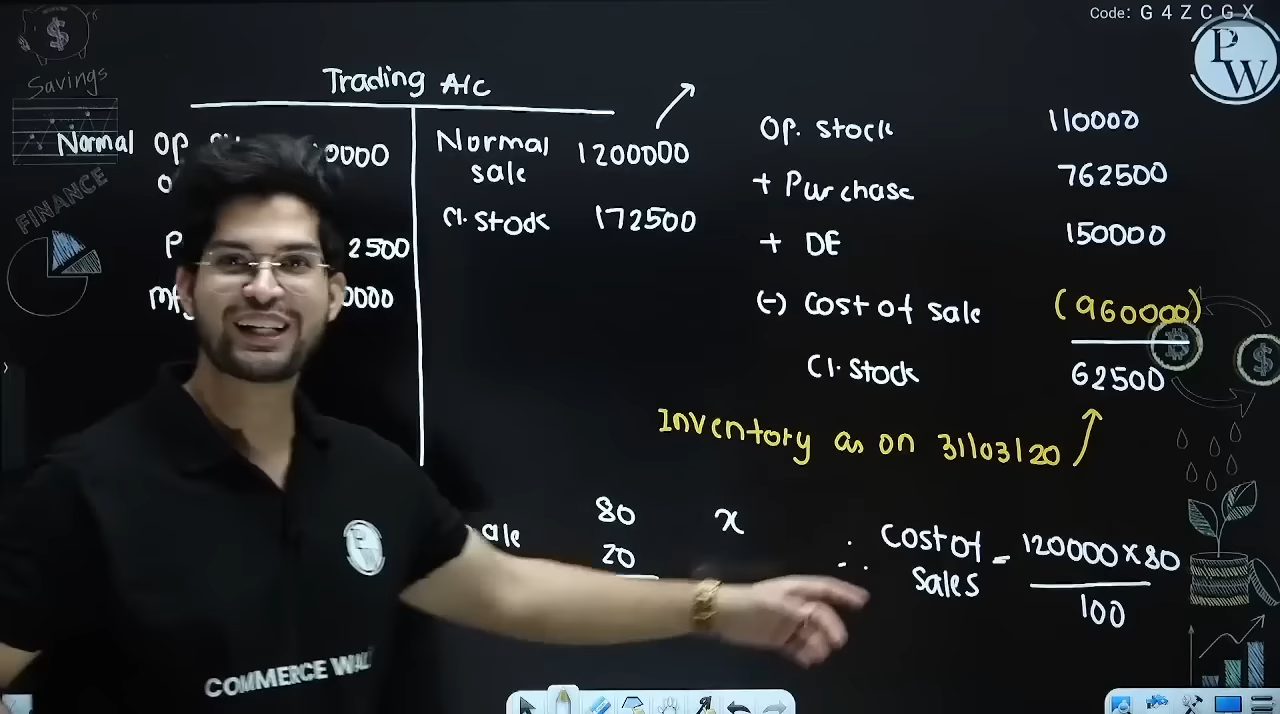 Code: G 4 Z C G X
PW
Savings
FINANCE
Trading A/C
Normal Op. 0000
Normal sale 1200000
Cl. Stock 172500
2500
0000
Op. Stock 110000
+ Purchase 762500
+ DE 150000
(-) Cost of sale (960000)
Cl. Stock 62500
Inventory as on 31/03/20
80 x
20
∴ Cost of Sales = 120000 x 80
100
COMMERCE